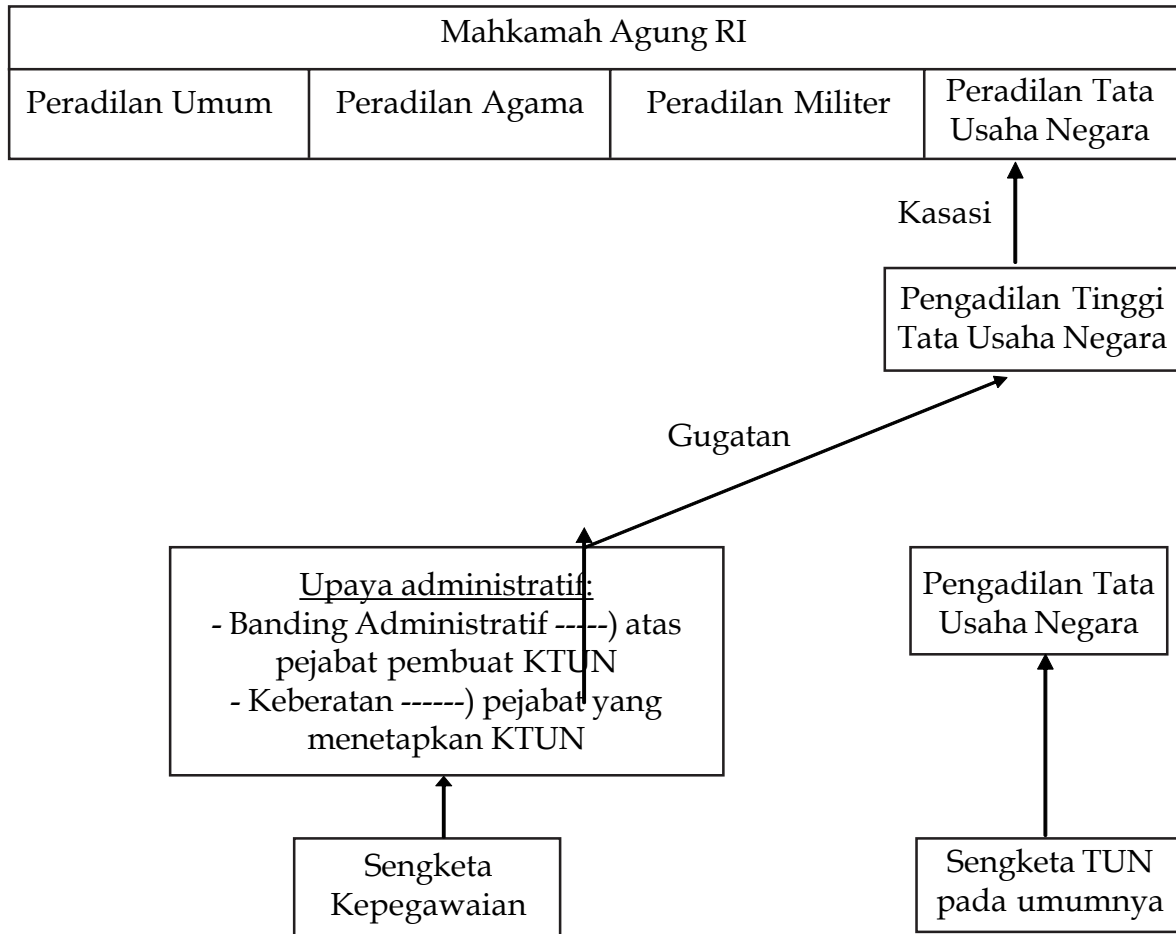 Mahkamah Agung RI
Peradilan Umum
Peradilan Agama
Peradilan Militer
Peradilan Tata
Usaha Negara
Kasasi
Pengadilan Tinggi
Tata Usaha Negara
Gugatan
Upaya administratif:
- Banding Administratif -----) atas
pejabat pembuat KTUN
- Keberatan ------) pejabat yang
menetapkan KTUN
Pengadilan Tata
Usaha Negara
Sengketa
Kepegawaian
Sengketa TUN
pada umumnya